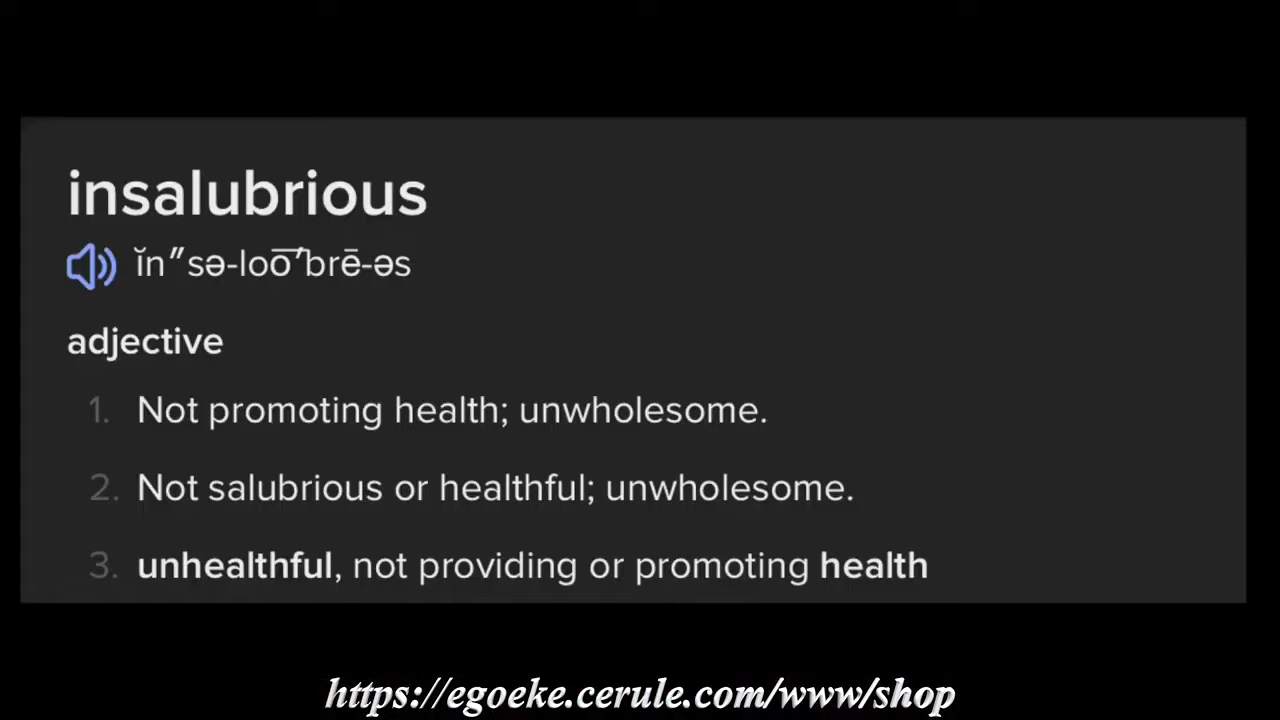 insalubrious
ĭn″sə-lo͞o′brē-əs
adjective
1. Not promoting health; unwholesome.
2. Not salubrious or healthful; unwholesome.
3. unhealthful, not providing or promoting health
https://egoeke.cerule.com/www/shop